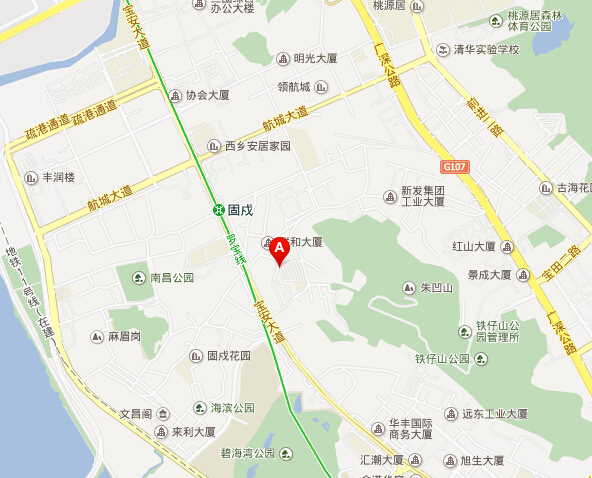 办公大厦
宝安大道
桃源居
桃源居森林
体育公园
广深公路
清华实验学校
明光大厦
领航城
协会大厦
前进二路
疏港通道
疏港通道
航城大道
西乡安居家园
G107
丰润楼
航城大道
新发集团
工业大厦
古海花
固戍
罗宝线
和大厦
A
红山大厦
宝田二路
地铁11号线(在建)
南昌公园
景成大厦
朱凹山
宝安大道
广深公路
麻眉岗
铁仔山公
园管理所
固戍花园
铁仔山公园
海滨公园
文昌阁
来利大厦
华丰国际
商务大厦
远东工业大厦
碧海湾公园
汇潮大厦
旭生大厦